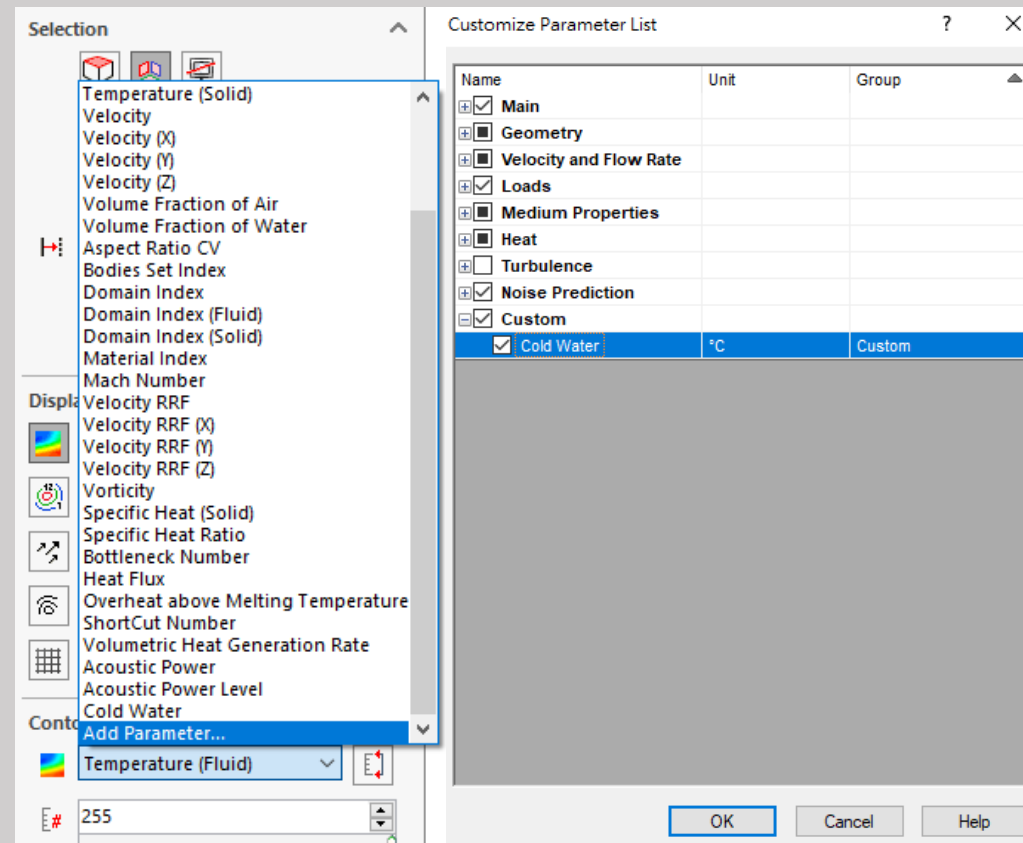 Selection
Temperature (Solid)
Velocity
Velocity (X)
Velocity (Y)
Velocity (Z)
Volume Fraction of Air
Volume Fraction of Water
Aspect Ratio CV
Bodies Set Index
Domain Index
Domain Index (Fluid)
Domain Index (Solid)
Material Index
Mach Number
Displa
Velocity RRF
Velocity RRF (X)
Velocity RRF (Y)
Velocity RRF (Z)
Vorticity
Specific Heat (Solid)
Specific Heat Ratio
Bottleneck Number
Heat Flux
Overheat above Melting Temperature
ShortCut Number
Volumetric Heat Generation Rate
Acoustic Power
Acoustic Power Level
Cold Water
Conto
Add Parameter...
Temperature (Fluid)
255
Customize Parameter List
?
Name Unit Group
Main
Geometry
Velocity and Flow Rate
Loads
Medium Properties
Heat
Turbulence
Noise Prediction
Custom
Cold Water °C Custom
OK Cancel Help